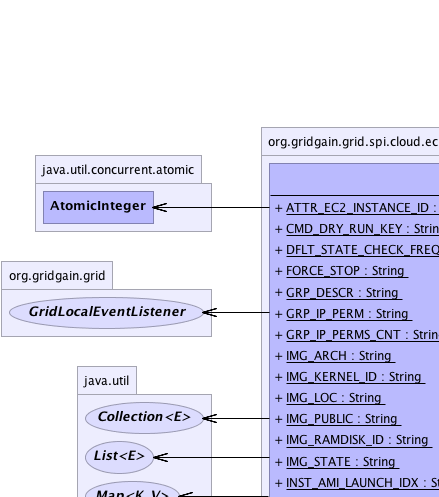 java.util.concurrent.atomic
AtomicInteger
org.gridgain.grid
GridLocalEventListener
java.util
Collection<E>
List<E>
Map<K,V>
org.gridgain.grid.spi.cloud.ec
+ ATTR_EC2_INSTANCE_ID :
+ CMD_DRY_RUN_KEY : Strin
+ DFLT_STATE_CHECK_FREQ
+ FORCE_STOP : String
+ GRP_DESCR : String
+ GRP_IP_PERM : String
+ GRP_IP_PERMS_CNT : Strin
+ IMG_ARCH : String
+ IMG_KERNEL_ID : String
+ IMG_LOC : String
+ IMG_PUBLIC : String
+ IMG_RAMDISK_ID : String
+ IMG_STATE : String
+ INST_AMI_LAUNCH_IDX : St